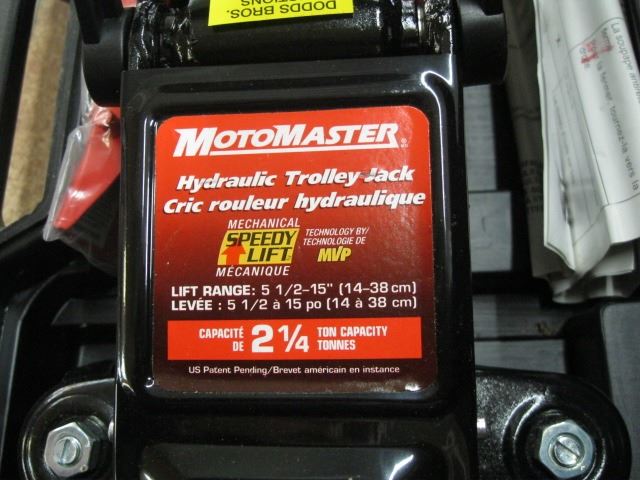 DODDS BROS.
MOTOMASTER
Hydraulic Trolley Jack
Cric rouleur hydraulique
MECHANICAL
SPEEDY LIFT
MÉCANIQUE
TECHNOLOGY BY/
TECHNOLOGIE DE
MVP
LIFT RANGE: 5 1/2-15" (14-38 cm)
LEVÉE : 5 1/2 à 15 po (14 à 38 cm)
CAPACITÉ DE 2 1/4 TON CAPACITY TONNES
US Patent Pending/Brevet américain en instance
La soupape